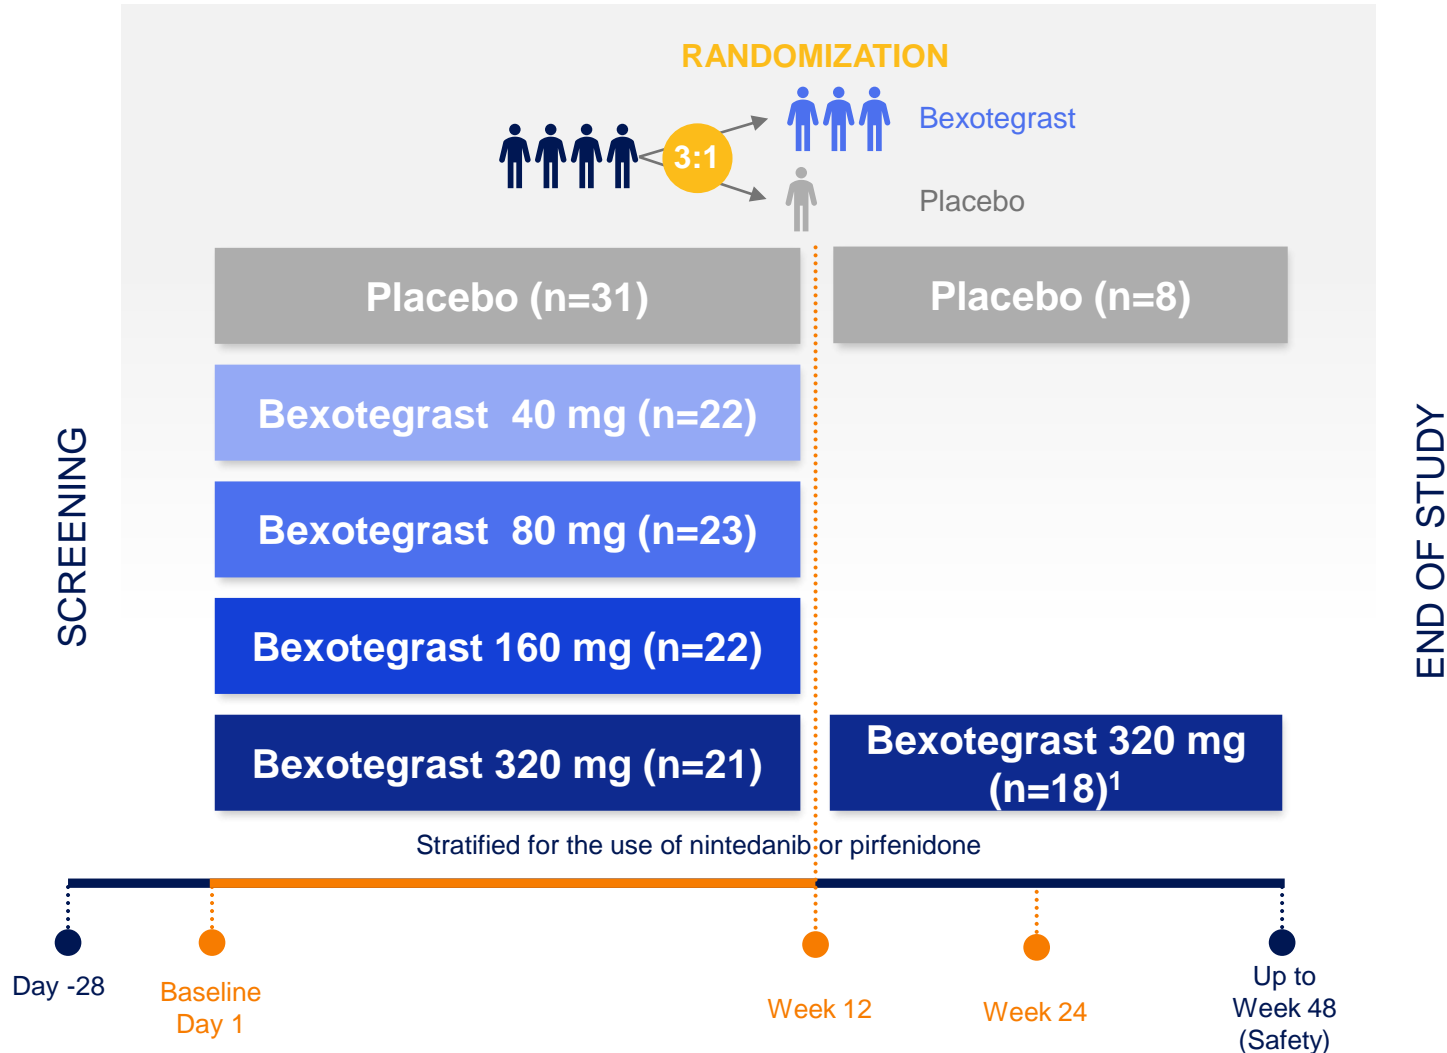 RANDOMIZATION
3:1
Bexotegrast
Placebo
Placebo (n=31)
Placebo (n=8)
Bexotegrast 40 mg (n=22)
Bexotegrast 80 mg (n=23)
Bexotegrast 160 mg (n=22)
Bexotegrast 320 mg (n=21)
Bexotegrast 320 mg
(n=18)¹
SCREENING
END OF STUDY
Stratified for the use of nintedanib or pirfenidone
Day -28
Baseline
Day 1
Week 12
Week 24
Up to
Week 48
(Safety)